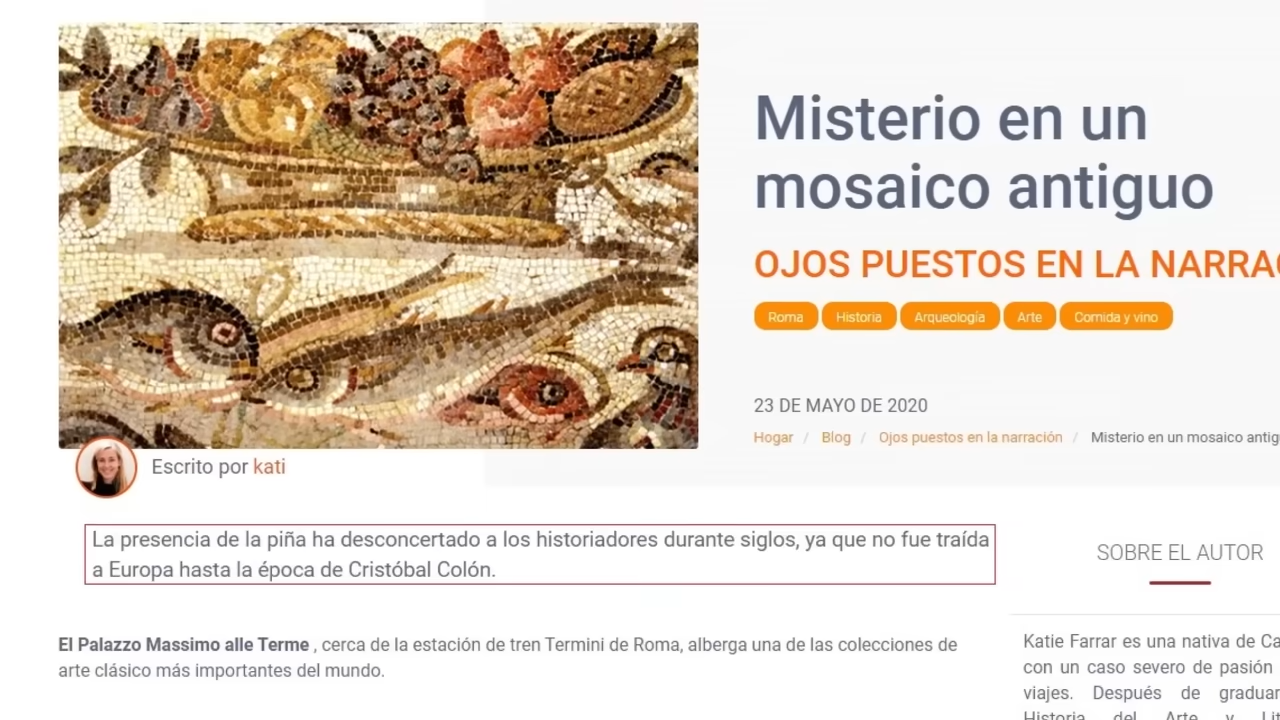 Misterio en un
mosaico antiguo
OJOS PUESTOS EN LA
Roma Historia Arqueología Arte Comida y vino
23 DE MAYO DE 2020
Hogar / Blog / Ojos puestos en la narración / Misterio en un mosaico
Escrito por kati
La presencia de la piña ha desconcertado a los historiadores durante siglos, ya que no fue traída
a Europa hasta la época de Cristóbal Colón.
El Palazzo Massimo alle Terme , cerca de la estación de tren Termini de Roma, alberga una de las colecciones de
arte clásico más importantes del mundo.
SOBRE EL AUTOR
Katie Farrar es una nativa de
con un caso severo de pasión
viajes. Después de
Historia del Arte y